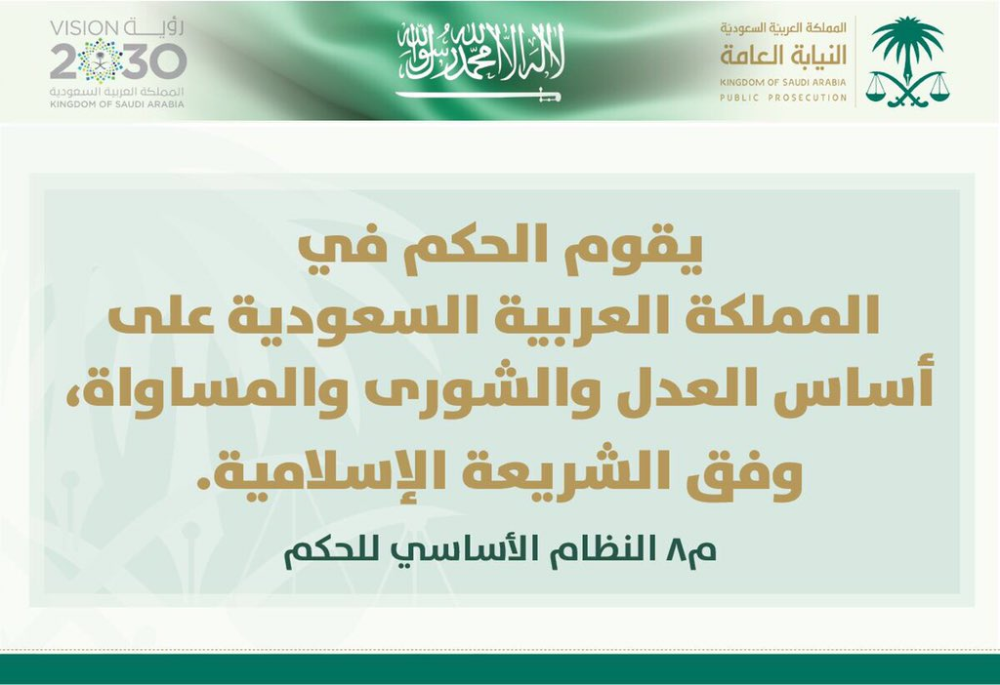 المملكة العربية السعودية
النيابة العامة
KINGDOM OF SAUDI ARABIA
PUBLIC PROSECUTION
لا إله إلا الله محمد رسول الله
VISION رؤيــة
2030
المملكة العربية السعودية
KINGDOM OF SAUDI ARABIA
يقوم الحكم في
المملكة العربية السعودية على
أساس العدل والشورى والمساواة،
وفق الشريعة الإسلامية.
م٨ النظام الأساسي للحكم